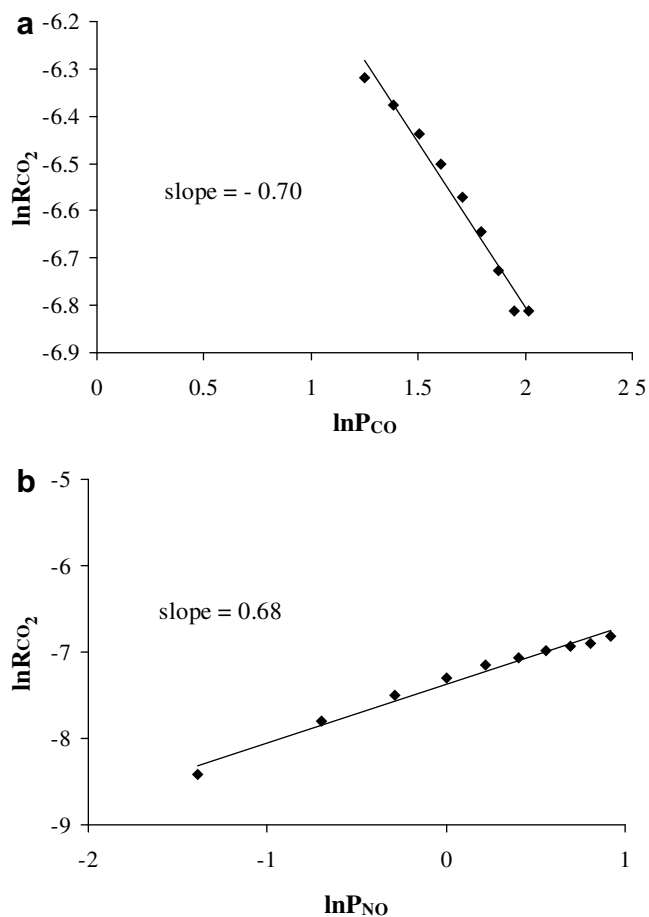 a
-6.2
-6.3
-6.4
-6.5
-6.6
-6.7
-6.8
-6.9
lnRCO2
slope = - 0.70
0 0.5 1 1.5 2 2 5
lnPCO
b
-5
-6
-7
-8
-9
lnRCO2
slope = 0.68
-2 -1 0 1
lnPNO